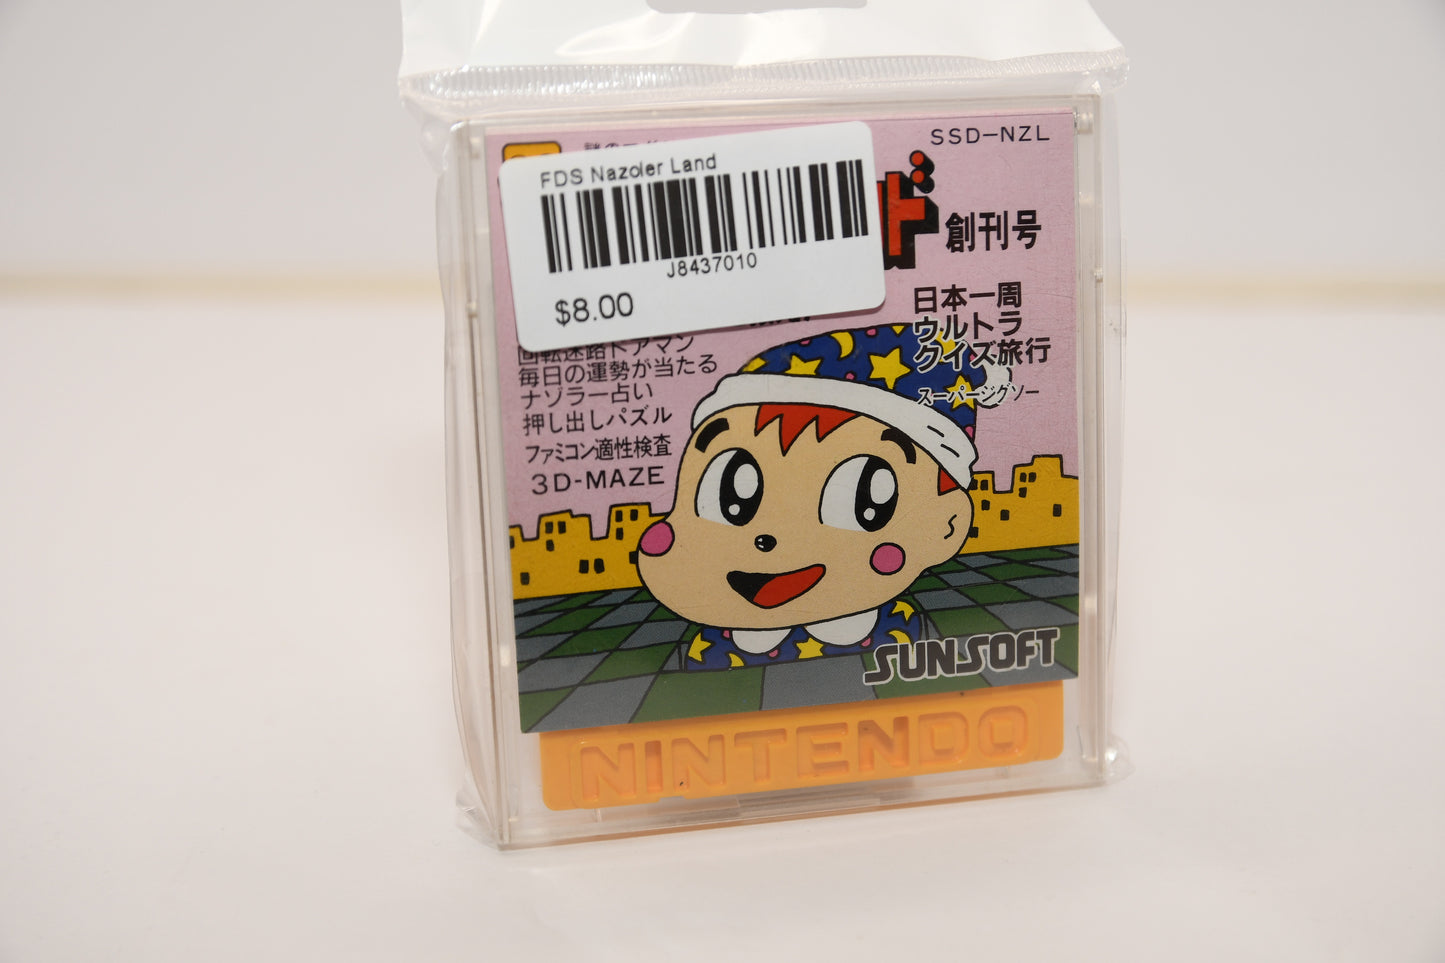 SSD-NZL
FDS Nazoler Land
J8437010
$8.00
ド
創刊号
日本一周
ウルトラ
クイズ旅行
スーパージグソー
回転迷路ドアマン
毎日の運勢が当たる
ナゾラー占い
押し出しパズル
ファミコン適性検査
3D-MAZE
SUNSOFT
NINTENDO